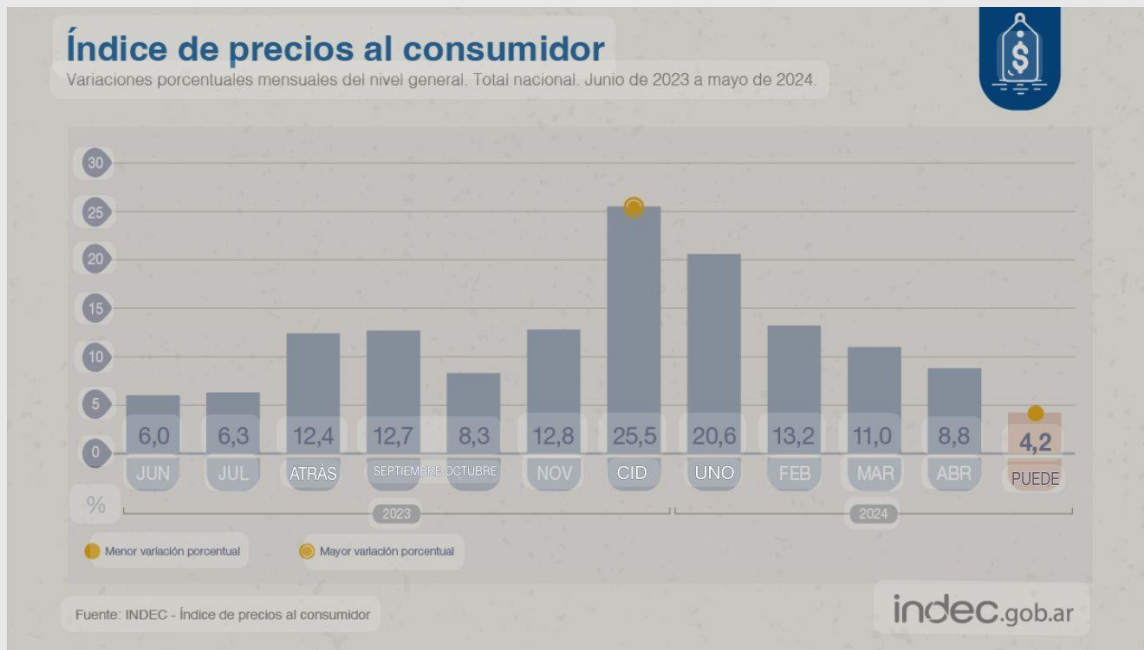 Índice de precios al consumidor
Variaciones porcentuales mensuales del nivel general. Total nacional. Junio de 2023 a mayo de 2024.
$
30
25
20
15
10
5
0
6,0 6,3 12,4 12,7 8,3 12,8 25,5 20,6 13,2 11,0 8,8 4,2
JUN JUL ATRÁS SEPTIEMBRE OCTUBRE NOV CID UNO FEB MAR ABR PUEDE
%
2023 2024
Menor variación porcentual Mayor variación porcentual
Fuente: INDEC - Índice de precios al consumidor
indec.gob.ar